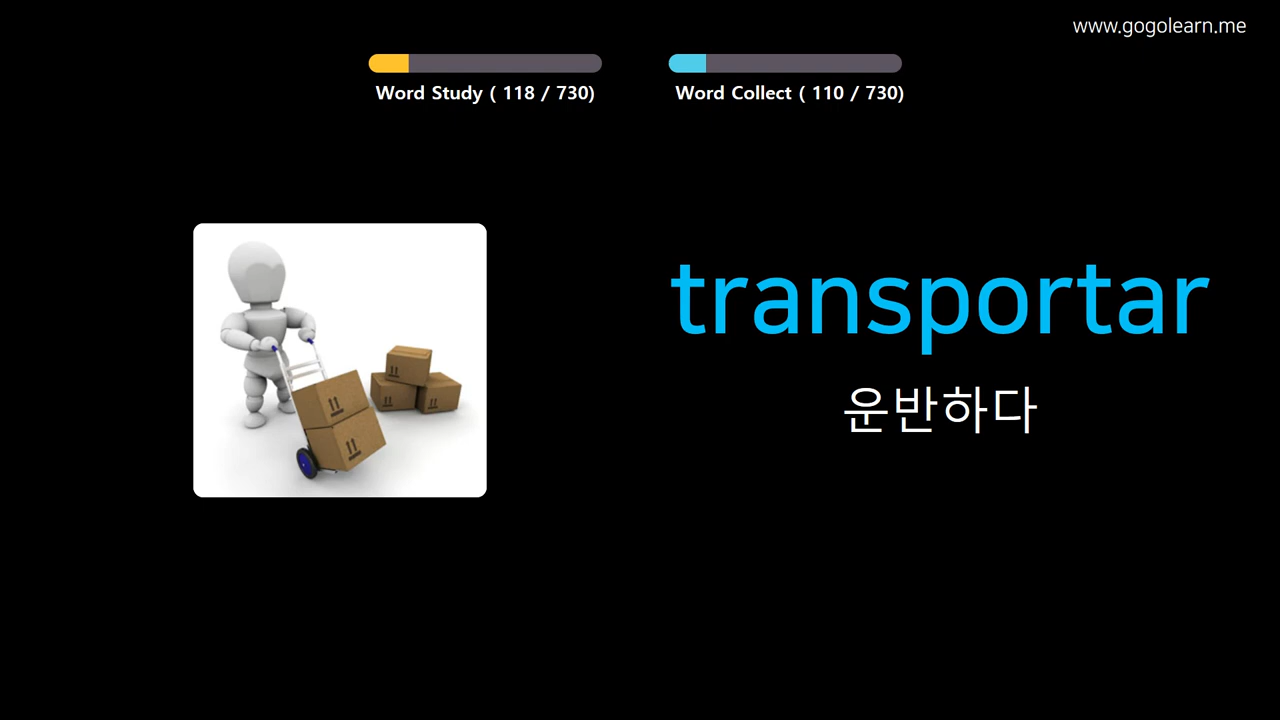 www.gogolearn.me
Word Study ( 118 / 730)
Word Collect ( 110 / 730)
transportar
운반하다